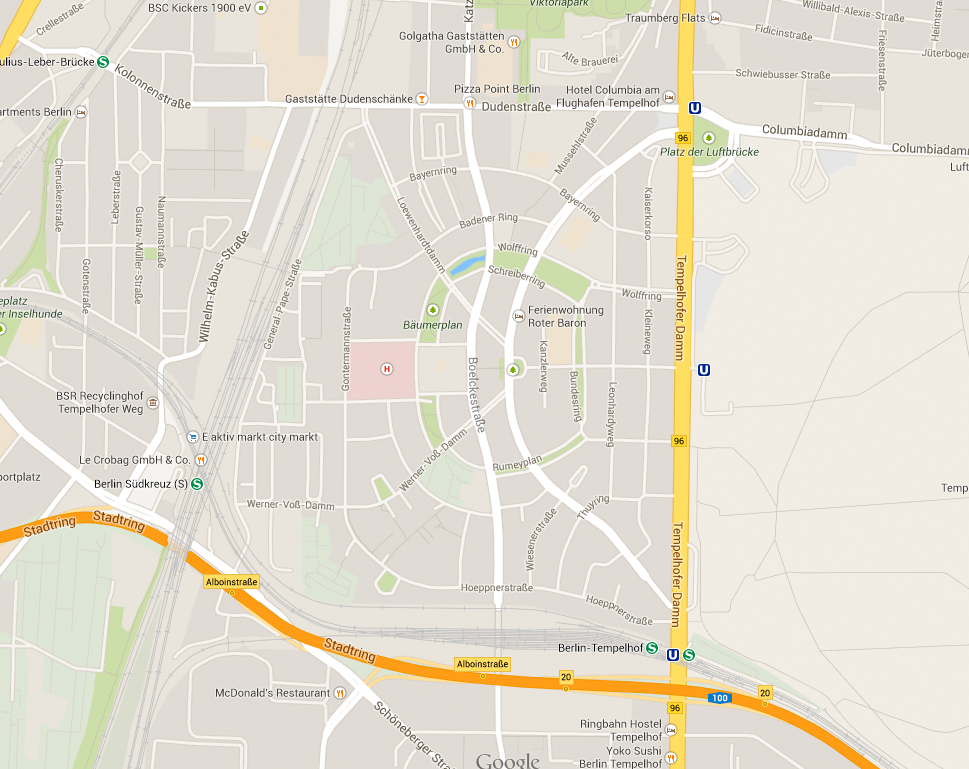 BSC Kickers 1900 eV
Crellestraße
Viktoriapark
Traumberg Flats
Willibald-Alexis-Straße
Fidicinstraße
Golgatha Gaststätten
GmbH & Co.
Alte Brauerei
Friesenstraße
Jüterboger
ulius-Leber-Brücke
Kolonnenstraße
Schwiebusser Straße
Pizza Point Berlin
Hotel Columbia am
Flughafen Tempelhof
Gaststätte Dudenschänke
Dudenstraße
artments Berlin
Columbiadamm
Columbiadamm
96
Platz der Luftbrücke
Luft
Mussehlstraße
Cheruskerstraße
Leberstraße
Gustav-Müller-Straße
Naumannstraße
Bayernring
Bayernring
Kaiserkorso
Loewenhardtdamm
Badener Ring
Wolffring
Schreiberring
Wolffring
Wilhelm-Kabus-Straße
General-Pape-Straße
Gotenstraße
Tempelhofer Damm
eplatz
er Inselhunde
Bäumerplan
Ferienwohnung
Roter Baron
Gontermannstraße
Kleineweg
Kanzlerweg
Boelckestraße
Bundesring
Leonhardyweg
H
BSR Recyclinghof
Tempelhofer Weg
E aktiv markt city markt
96
Le Crobag GmbH & Co.
Werner-Voß-Damm
Rumeyplan
Berlin Südkreuz (S)
portplatz
Temp
Werner-Voß-Damm
Thuyring
Wiesenerstraße
Stadtring
Stadtring
Tempelhofer Damm
Alboinstraße
Hoeppnerstraße
Hoeppnerstraße
Stadtring
Berlin-Tempelhof
Alboinstraße
20
20
100
96
McDonald's Restaurant
Schöneberger Stra
Ringbahn Hostel
Tempelhof
Yoko Sushi
Berlin Tempelhof
Google